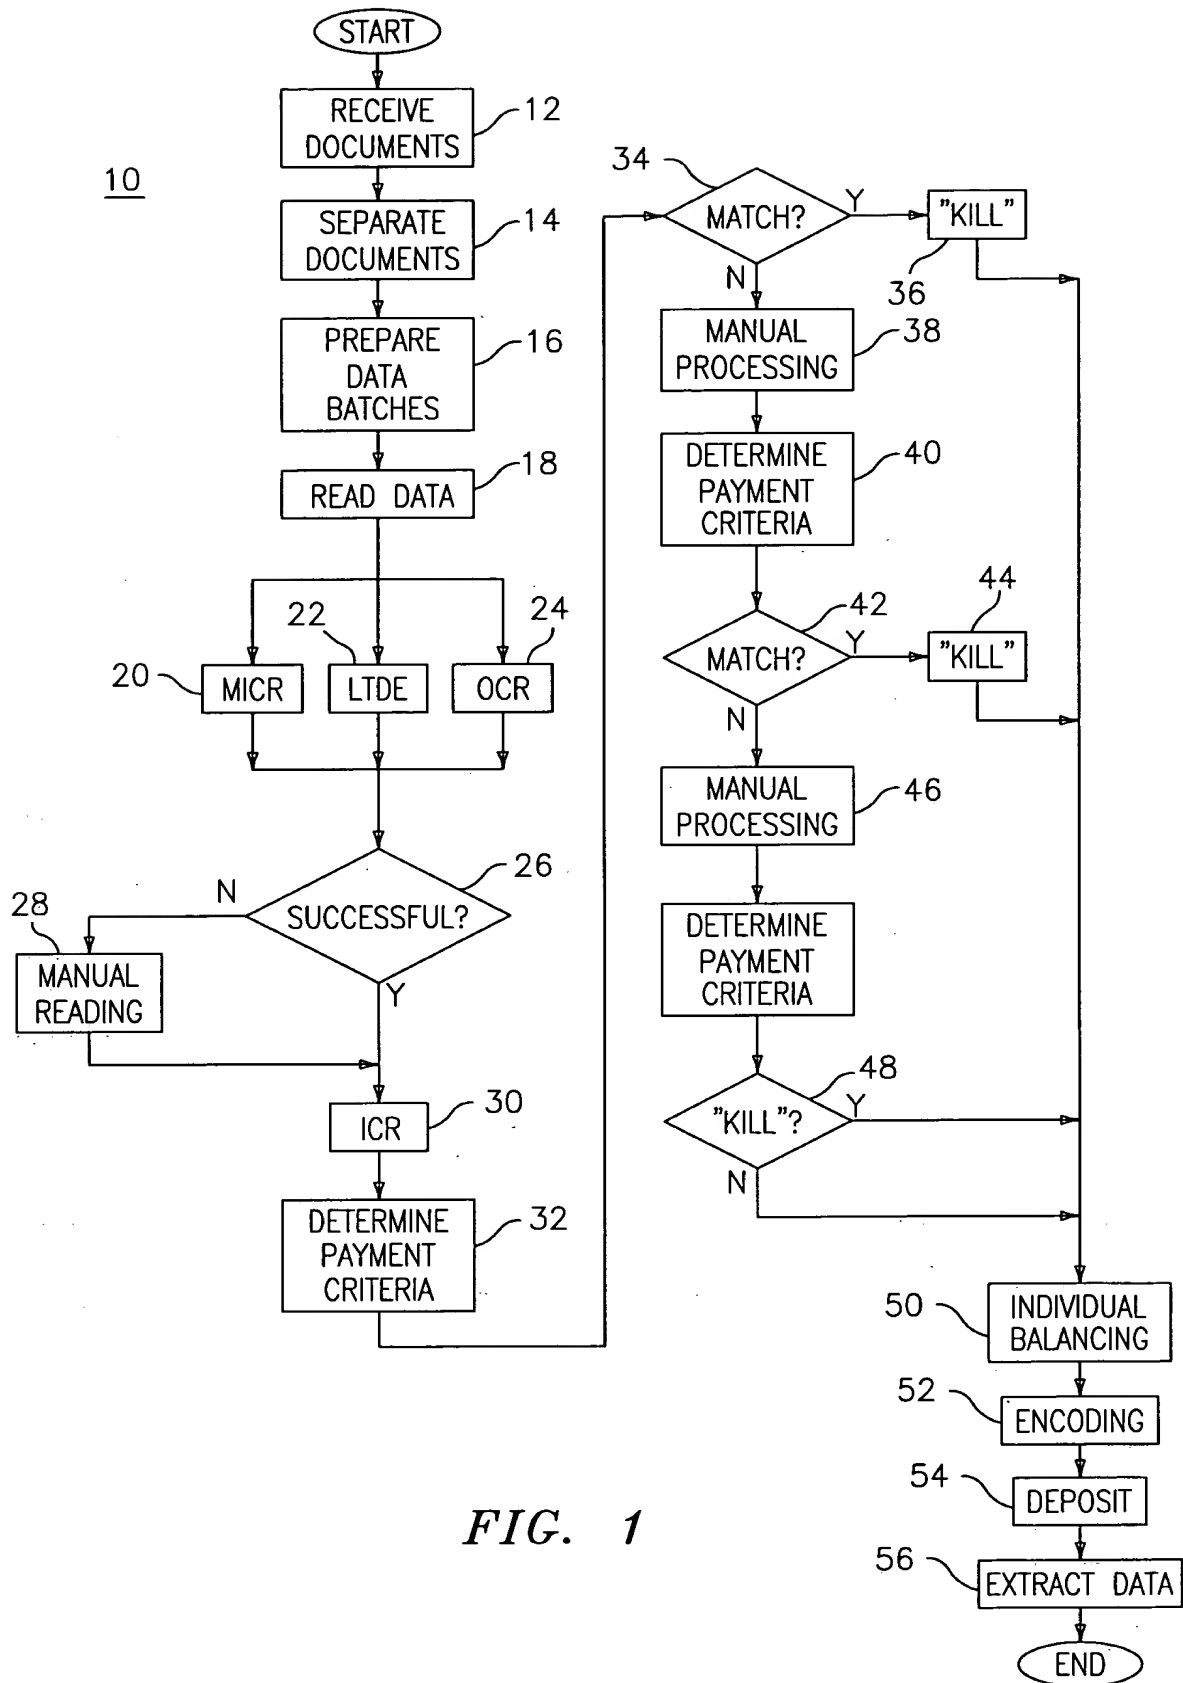 START
RECEIVE
DOCUMENTS
12
10
SEPARATE
DOCUMENTS
14
PREPARE
DATA
BATCHES
16
READ DATA
18
20
MICR
22
LTDE
24
OCR
SUCCESSFUL?
26
N
Y
28
MANUAL
READING
ICR
30
DETERMINE
PAYMENT
CRITERIA
32
34
MATCH?
Y
"KILL"
36
N
MANUAL
PROCESSING
38
DETERMINE
PAYMENT
CRITERIA
40
MATCH?
42
Y
44
"KILL"
N
MANUAL
PROCESSING
46
DETERMINE
PAYMENT
CRITERIA
"KILL"?
48
Y
N
50
INDIVIDUAL
BALANCING
52
ENCODING
54
DEPOSIT
56
EXTRACT DATA
END
FIG. 1